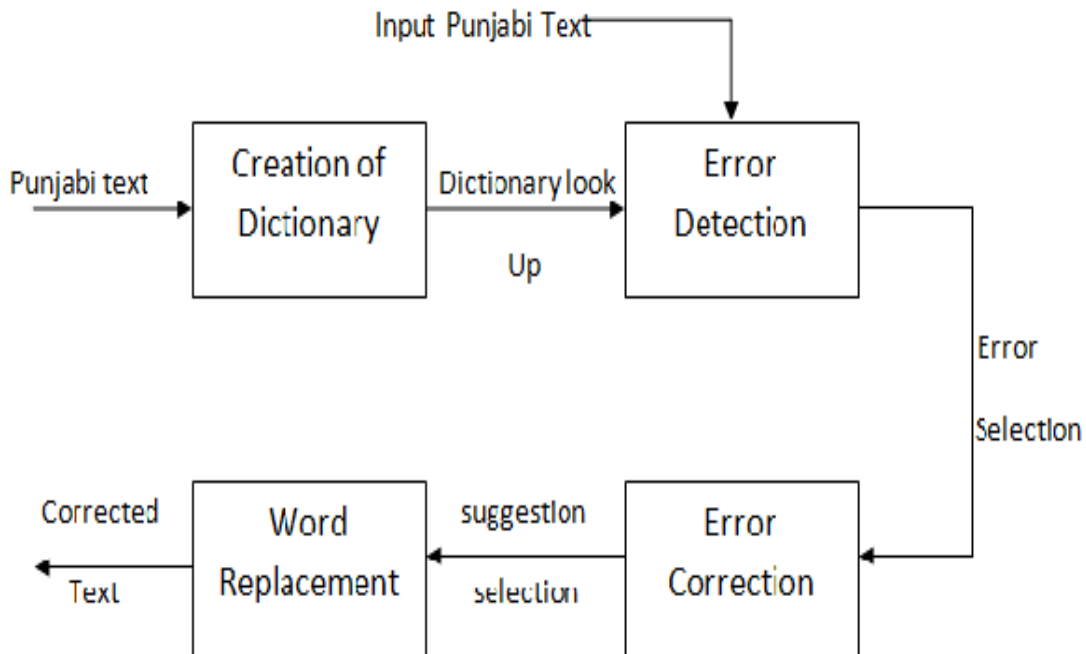 Input Punjabi Text
Punjabi text
Creation of
Dictionary
Dictionary look
Up
Error
Detection
Error
Selection
Error
Correction
suggestion
selection
Word
Replacement
Corrected
Text